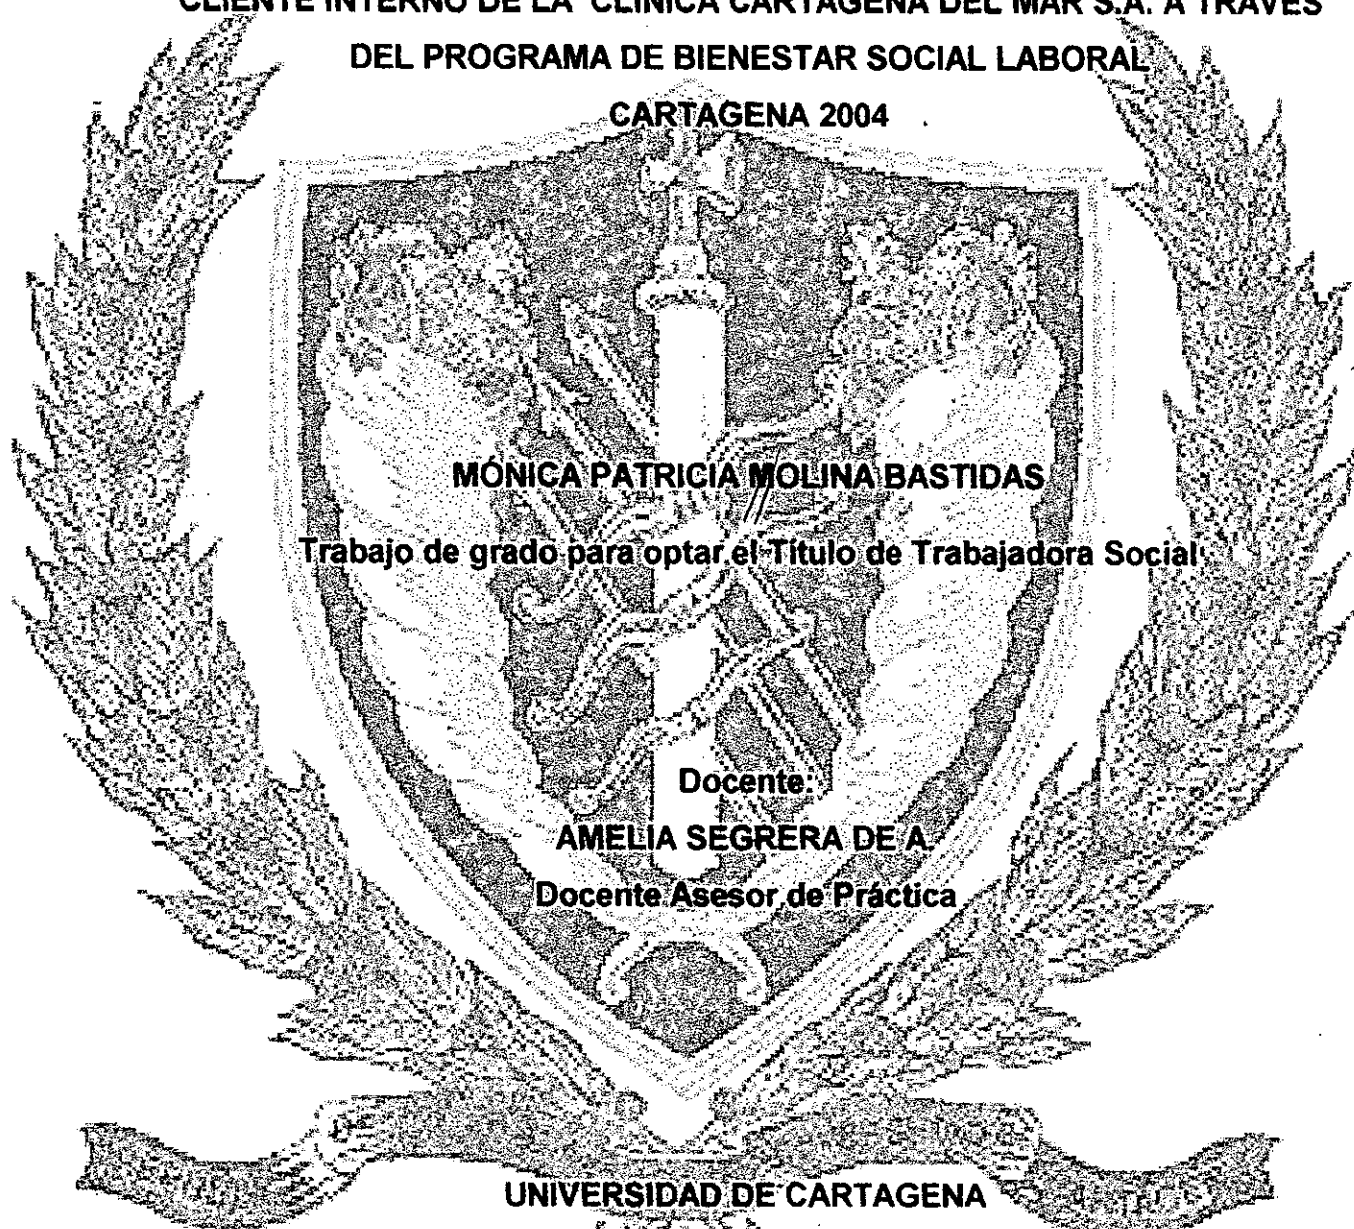 CLIENTE INTERNO DE LA CLÍNICA CARTAGENA DEL MAR S.A. A TRAVÉS
DEL PROGRAMA DE BIENESTAR SOCIAL LABORAL
CARTAGENA 2004
MÓNICA PATRICIA MOLINA BASTIDAS
Trabajo de grado para optar el Título de Trabajadora Social
Docente:
AMELIA SEGRERA DE A.
Docente Asesor de Práctica
UNIVERSIDAD DE CARTAGENA